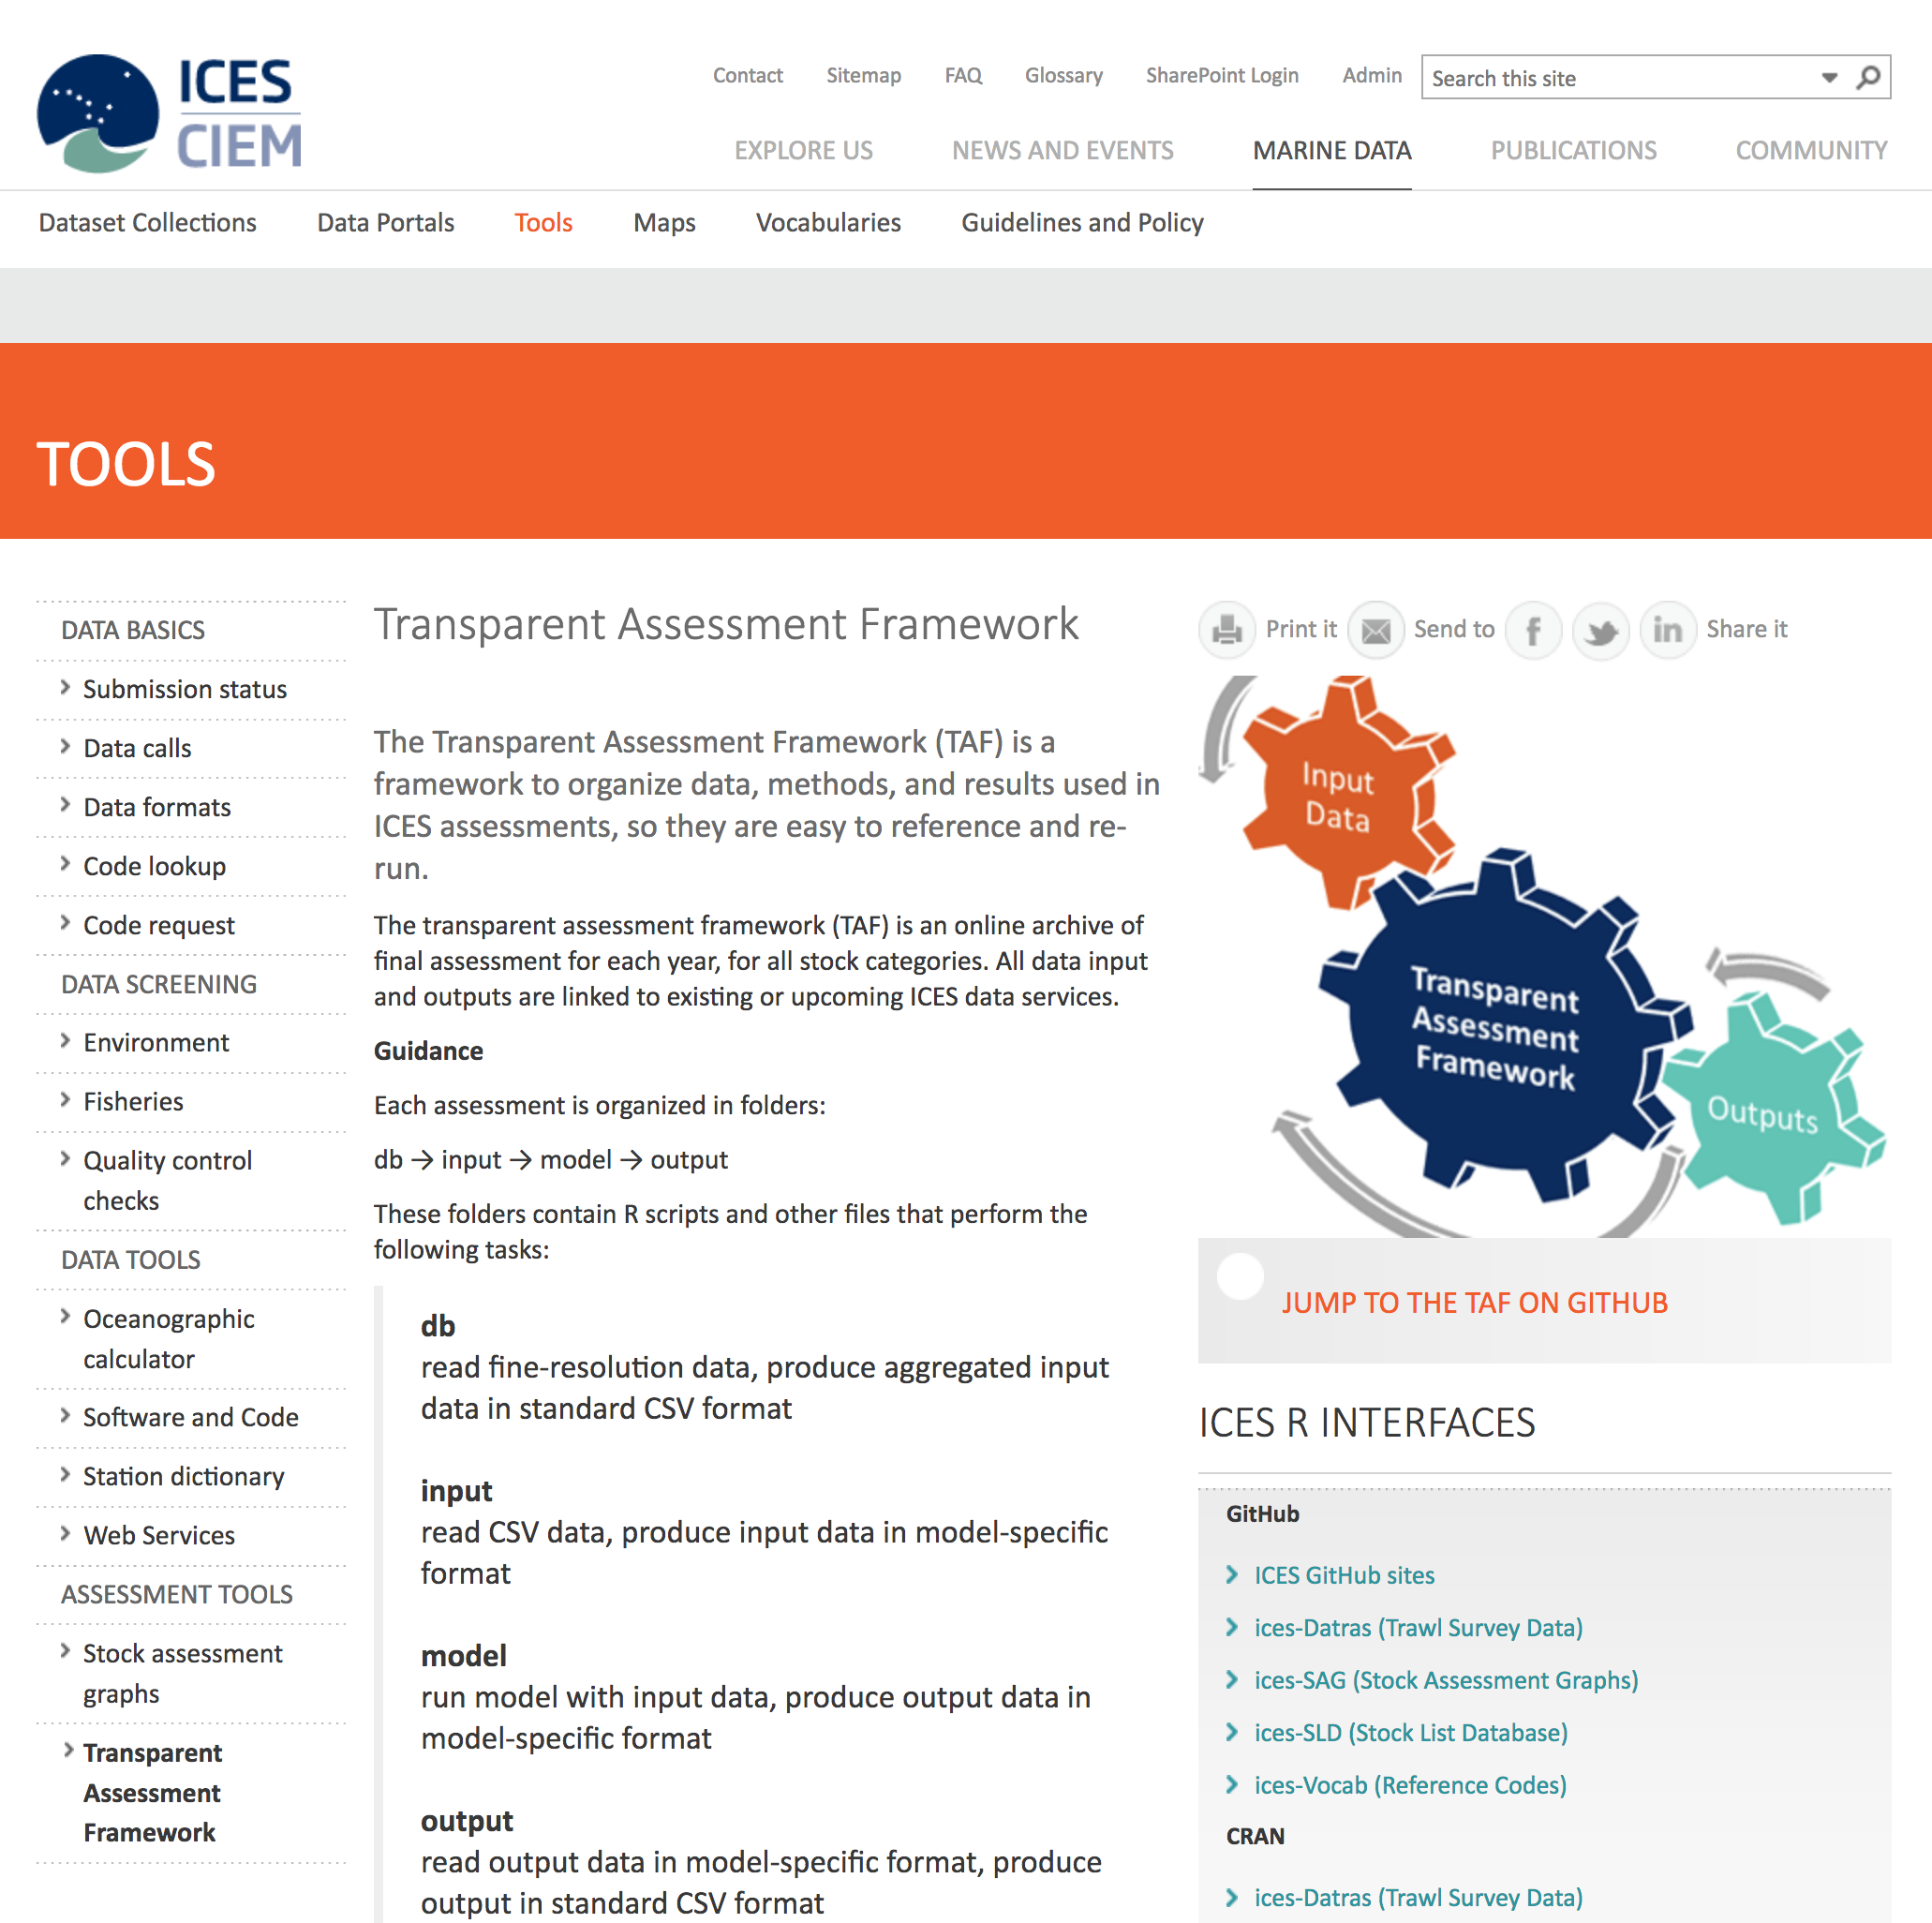 ICES
CIEM
Contact Sitemap FAQ Glossary SharePoint Login Admin Search this site
EXPLORE US NEWS AND EVENTS MARINE DATA PUBLICATIONS COMMUNITY
Dataset Collections Data Portals Tools Maps Vocabularies Guidelines and Policy
TOOLS
DATA BASICS
Submission status
Data calls
Data formats
Code lookup
Code request
DATA SCREENING
Environment
Fisheries
Quality control
checks
DATA TOOLS
Oceanographic
calculator
Software and Code
Station dictionary
Web Services
ASSESSMENT TOOLS
Stock assessment
graphs
Transparent
Assessment
Framework
Transparent Assessment Framework
The Transparent Assessment Framework (TAF) is a
framework to organize data, methods, and results used in
ICES assessments, so they are easy to reference and re-
run.
The transparent assessment framework (TAF) is an online archive of
final assessment for each year, for all stock categories. All data input
and outputs are linked to existing or upcoming ICES data services.
Guidance
Each assessment is organized in folders:
db → input → model → output
These folders contain R scripts and other files that perform the
following tasks:
db
read fine-resolution data, produce aggregated input
data in standard CSV format
input
read CSV data, produce input data in model-specific
format
model
run model with input data, produce output data in
model-specific format
output
read output data in model-specific format, produce
output in standard CSV format
Print it Send to f in Share it
Input
Data
Transparent
Assessment
Framework
Outputs
JUMP TO THE TAF ON GITHUB
ICES R INTERFACES
GitHub
ICES GitHub sites
ices-Datras (Trawl Survey Data)
ices-SAG (Stock Assessment Graphs)
ices-SLD (Stock List Database)
ices-Vocab (Reference Codes)
CRAN
ices-Datras (Trawl Survey Data)